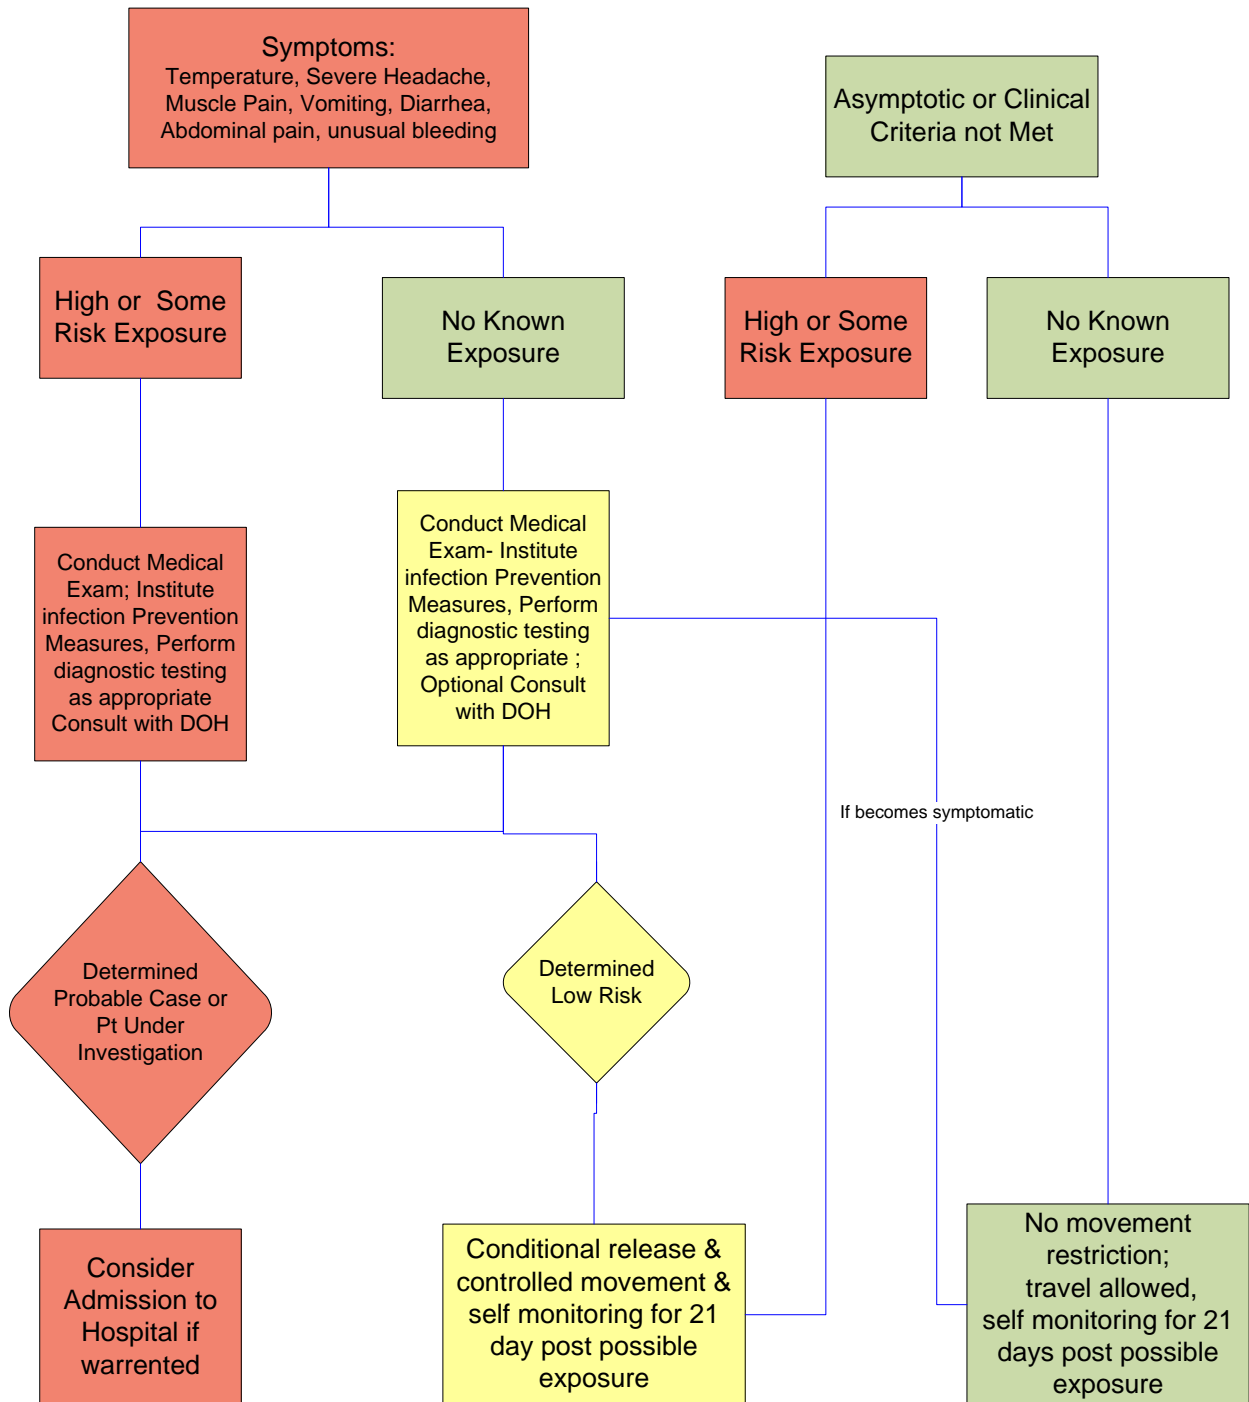 Symptoms:
Temperature, Severe Headache,
Muscle Pain, Vomiting, Diarrhea,
Abdominal pain, unusual bleeding
Asymptotic or Clinical
Criteria not Met
High or  Some
Risk Exposure
No Known
Exposure
High or Some
Risk Exposure
No Known
Exposure
Conduct Medical
Exam; Institute
infection Prevention
Measures, Perform
diagnostic testing
as appropriate
Consult with DOH
Conduct Medical
Exam- Institute
infection Prevention
Measures, Perform
diagnostic testing
as appropriate ;
Optional Consult
with DOH
If becomes symptomatic
Determined
Probable Case or
Pt Under
Investigation
Determined
Low Risk
Consider
Admission to
Hospital if
warrented
Conditional release &
controlled movement &
self monitoring for 21
day post possible
exposure
No movement
restriction;
travel allowed,
self monitoring for 21
days post possible
exposure